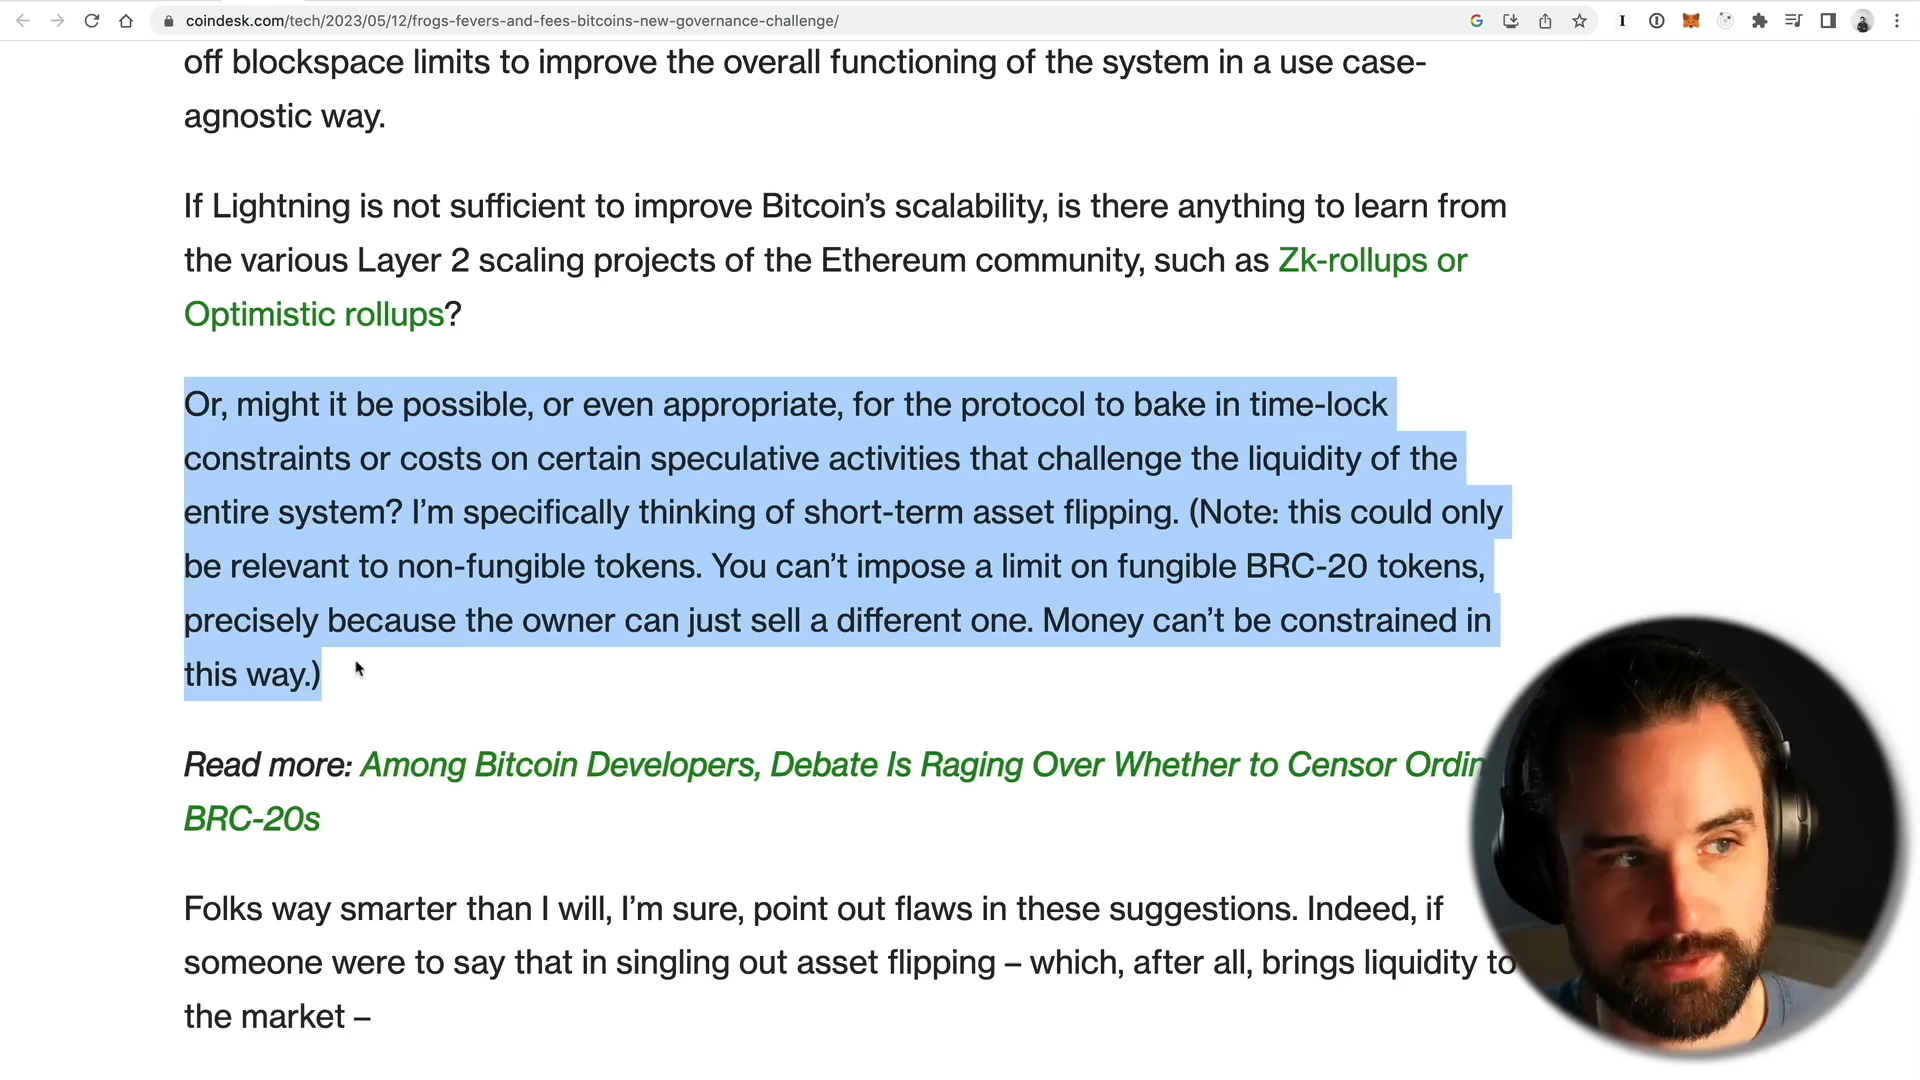 coindesk.com/tech/2023/05/12/frogs-fevers-and-fees-bitcoins-new-governance-challenge/
off blockspace limits to improve the overall functioning of the system in a use case-
agnostic way.
If Lightning is not sufficient to improve Bitcoin’s scalability, is there anything to learn from
the various Layer 2 scaling projects of the Ethereum community, such as Zk-rollups or
Optimistic rollups?
Or, might it be possible, or even appropriate, for the protocol to bake in time-lock
constraints or costs on certain speculative activities that challenge the liquidity of the
entire system? I’m specifically thinking of short-term asset flipping. (Note: this could only
be relevant to non-fungible tokens. You can’t impose a limit on fungible BRC-20 tokens,
precisely because the owner can just sell a different one. Money can’t be constrained in
this way.)
Read more: Among Bitcoin Developers, Debate Is Raging Over Whether to Censor
BRC-20s
Folks way smarter than I will, I’m sure, point out flaws in these suggestions. Indeed, if
someone were to say that in singling out asset flipping – which, after all, brings liquidity to
the market –